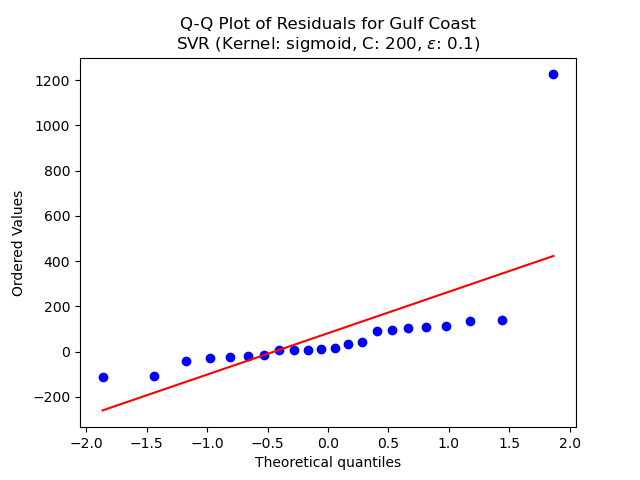 Q-Q Plot of Residuals for Gulf Coast
SVR (Kernel: sigmoid, C: 200, ε: 0.1)
1200
1000
800
600
400
200
0
−200
Ordered Values
−2.0 −1.5 −1.0 −0.5 0.0 0.5 1.0 1.5 2.0
Theoretical quantiles